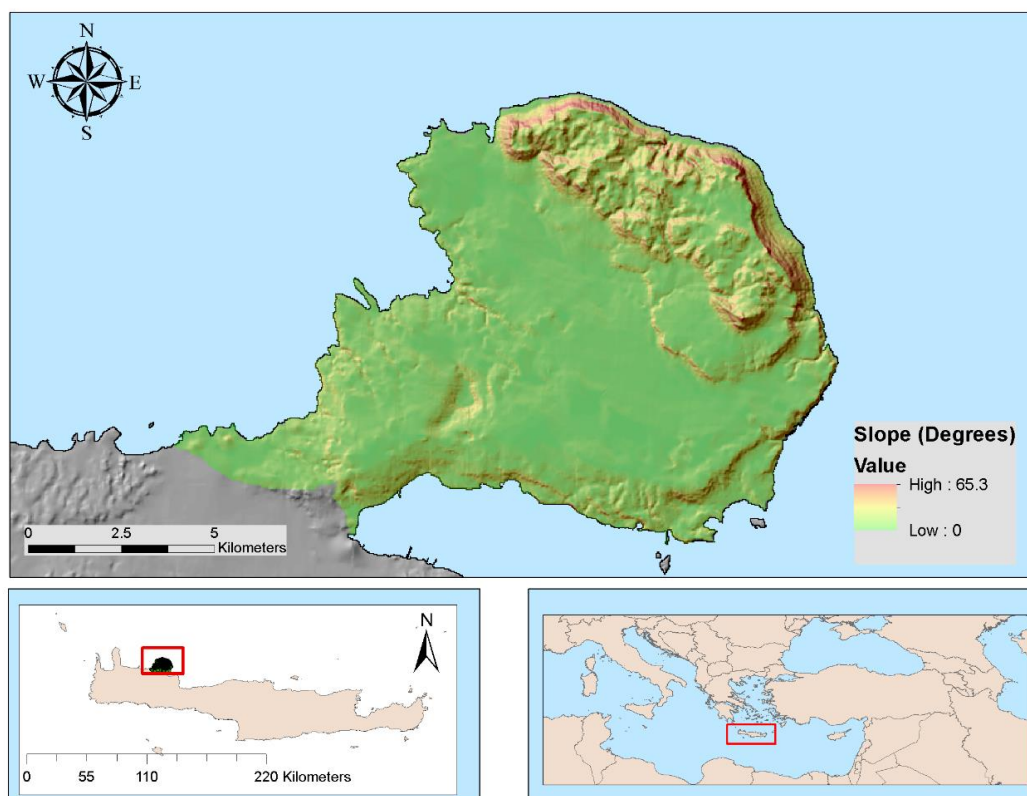 N
W E
S
Slope (Degrees)
Value
High : 65.3
Low : 0
0 2.5 5
Kilometers
N
0 55 110 220 Kilometers